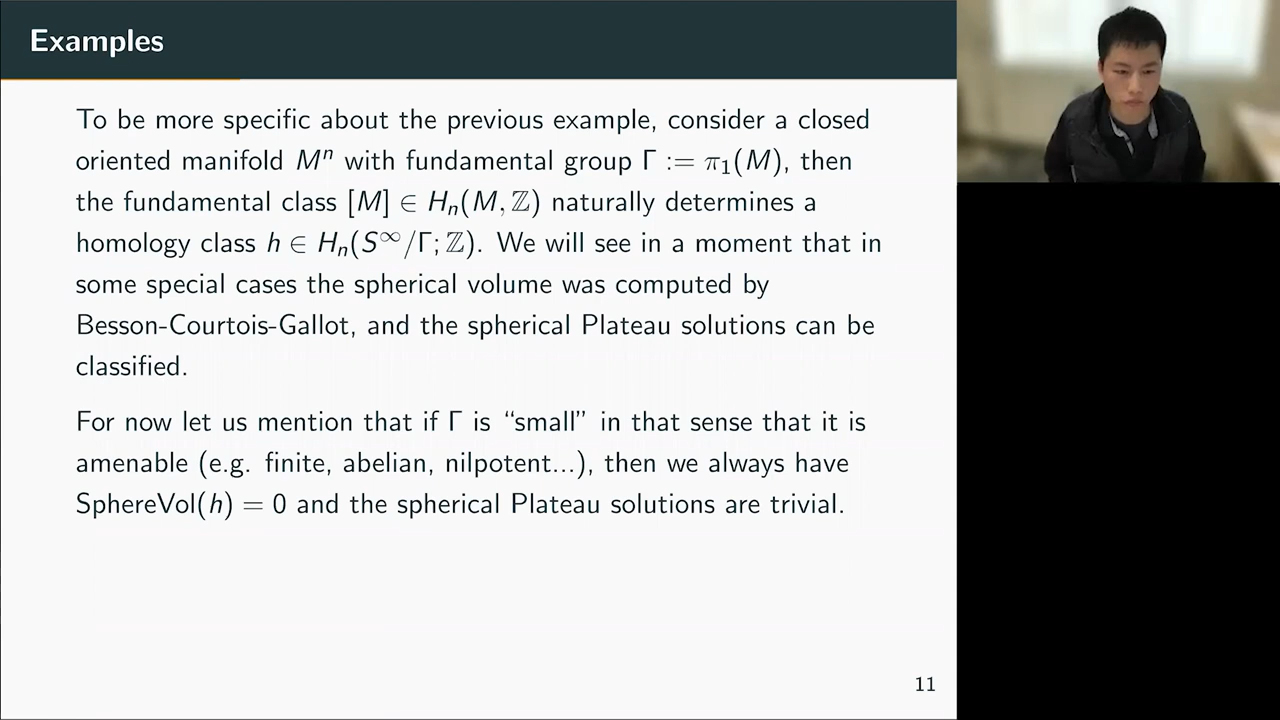 Examples
To be more specific about the previous example, consider a closed
oriented manifold Mⁿ with fundamental group Γ := π₁(M), then
the fundamental class [M] ∈ Hₙ(M, ℤ) naturally determines a
homology class h ∈ Hₙ(S^∞/Γ; ℤ). We will see in a moment that in
some special cases the spherical volume was computed by
Besson-Courtois-Gallot, and the spherical Plateau solutions can be
classified.
For now let us mention that if Γ is “small” in that sense that it is
amenable (e.g. finite, abelian, nilpotent...), then we always have
SphereVol(h) = 0 and the spherical Plateau solutions are trivial.
11